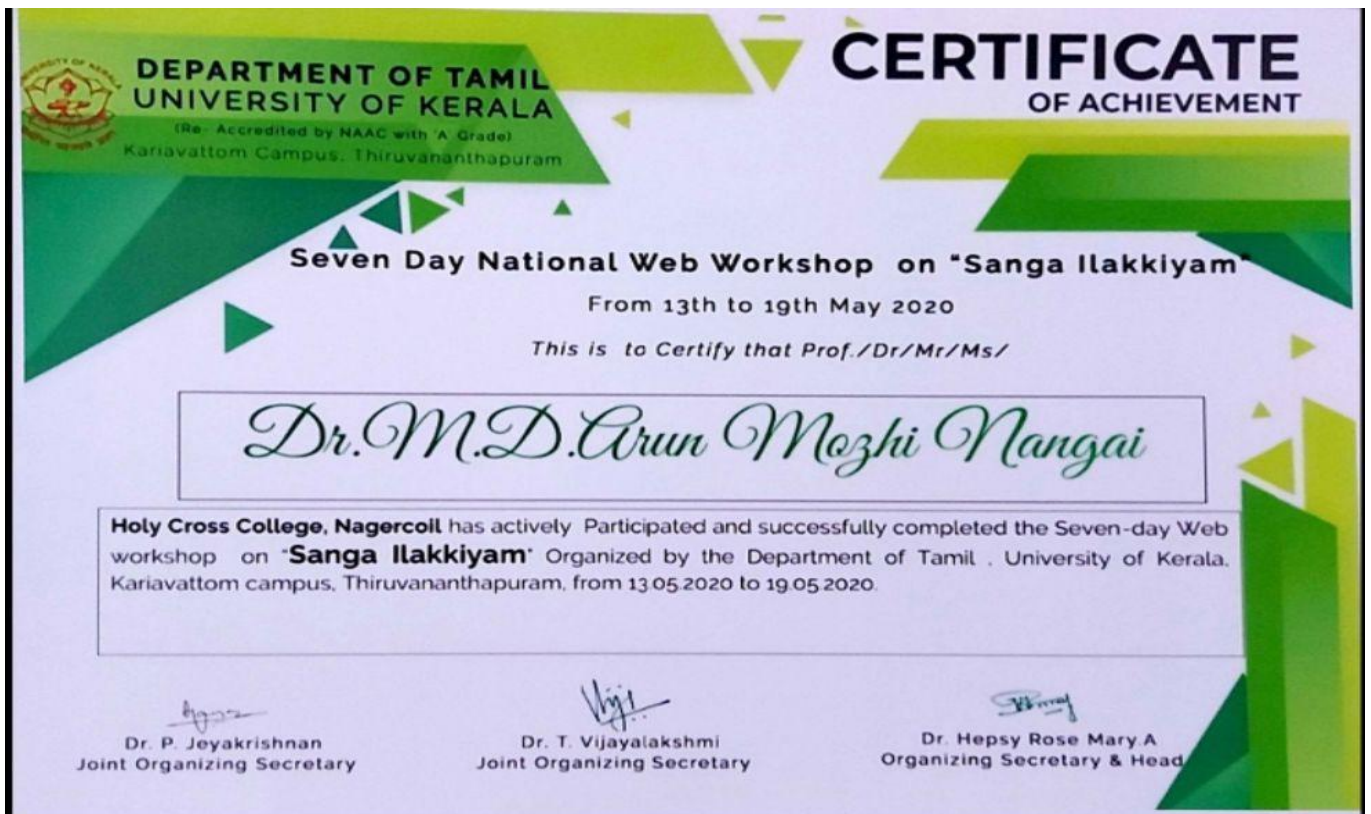 DEPARTMENT OF TAMIL
UNIVERSITY OF KERALA
(Re- Accredited by NAAC with 'A Grade)
Kariavattom Campus, Thiruvananthapuram
CERTIFICATE
OF ACHIEVEMENT
Seven Day National Web Workshop on "Sanga Ilakkiyam"
From 13th to 19th May 2020
This is to Certify that Prof./Dr/Mr/Ms/
Dr.M.D.Arun Mozhi Nangai
Holy Cross College, Nagercoil has actively Participated and successfully completed the Seven-day Web
workshop on "Sanga Ilakkiyam" Organized by the Department of Tamil , University of Kerala,
Kariavattom campus, Thiruvananthapuram, from 13.05.2020 to 19.05.2020.
Dr. P. Jeyakrishnan
Joint Organizing Secretary
Dr. T. Vijayalakshmi
Joint Organizing Secretary
Dr. Hepsy Rose Mary.A
Organizing Secretary & Head